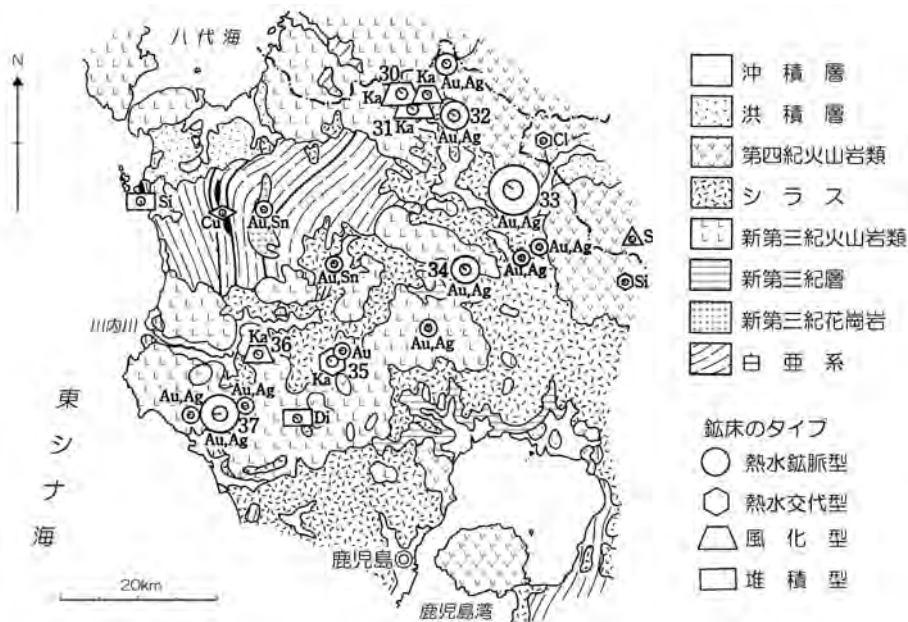 八代海
N
30
Ka
Au,Ag
Ka
31
Ka
32
Au,Ag
Cl
33
Au,Ag
Si
Cu
Au,Sn
Au,Sn
34
Au,Ag
Au,Ag
Au,Ag
S
Si
川内川
Ka
36
Au
35
Ka
Au,Ag
Au,Ag
Au,Ag
37
Au,Ag
Di
東シナ海
鹿児島
鹿児島湾
20km
沖積層
洪積層
第四紀火山岩類
シラス
新第三紀火山岩類
新第三紀層
新第三紀花崗岩
白亜系
鉱床のタイプ
熱水鉱脈型
熱水交代型
風化型
堆積型